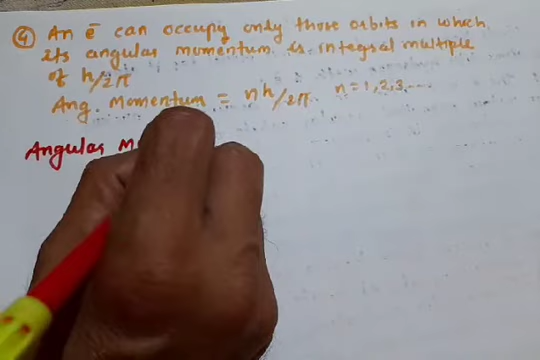 ④ An ē can occupy only those orbits in which
its angular momentum is integral multiple
of h/2π
Ang. Momentum = nh/2π n = 1, 2, 3, ....
Angular M